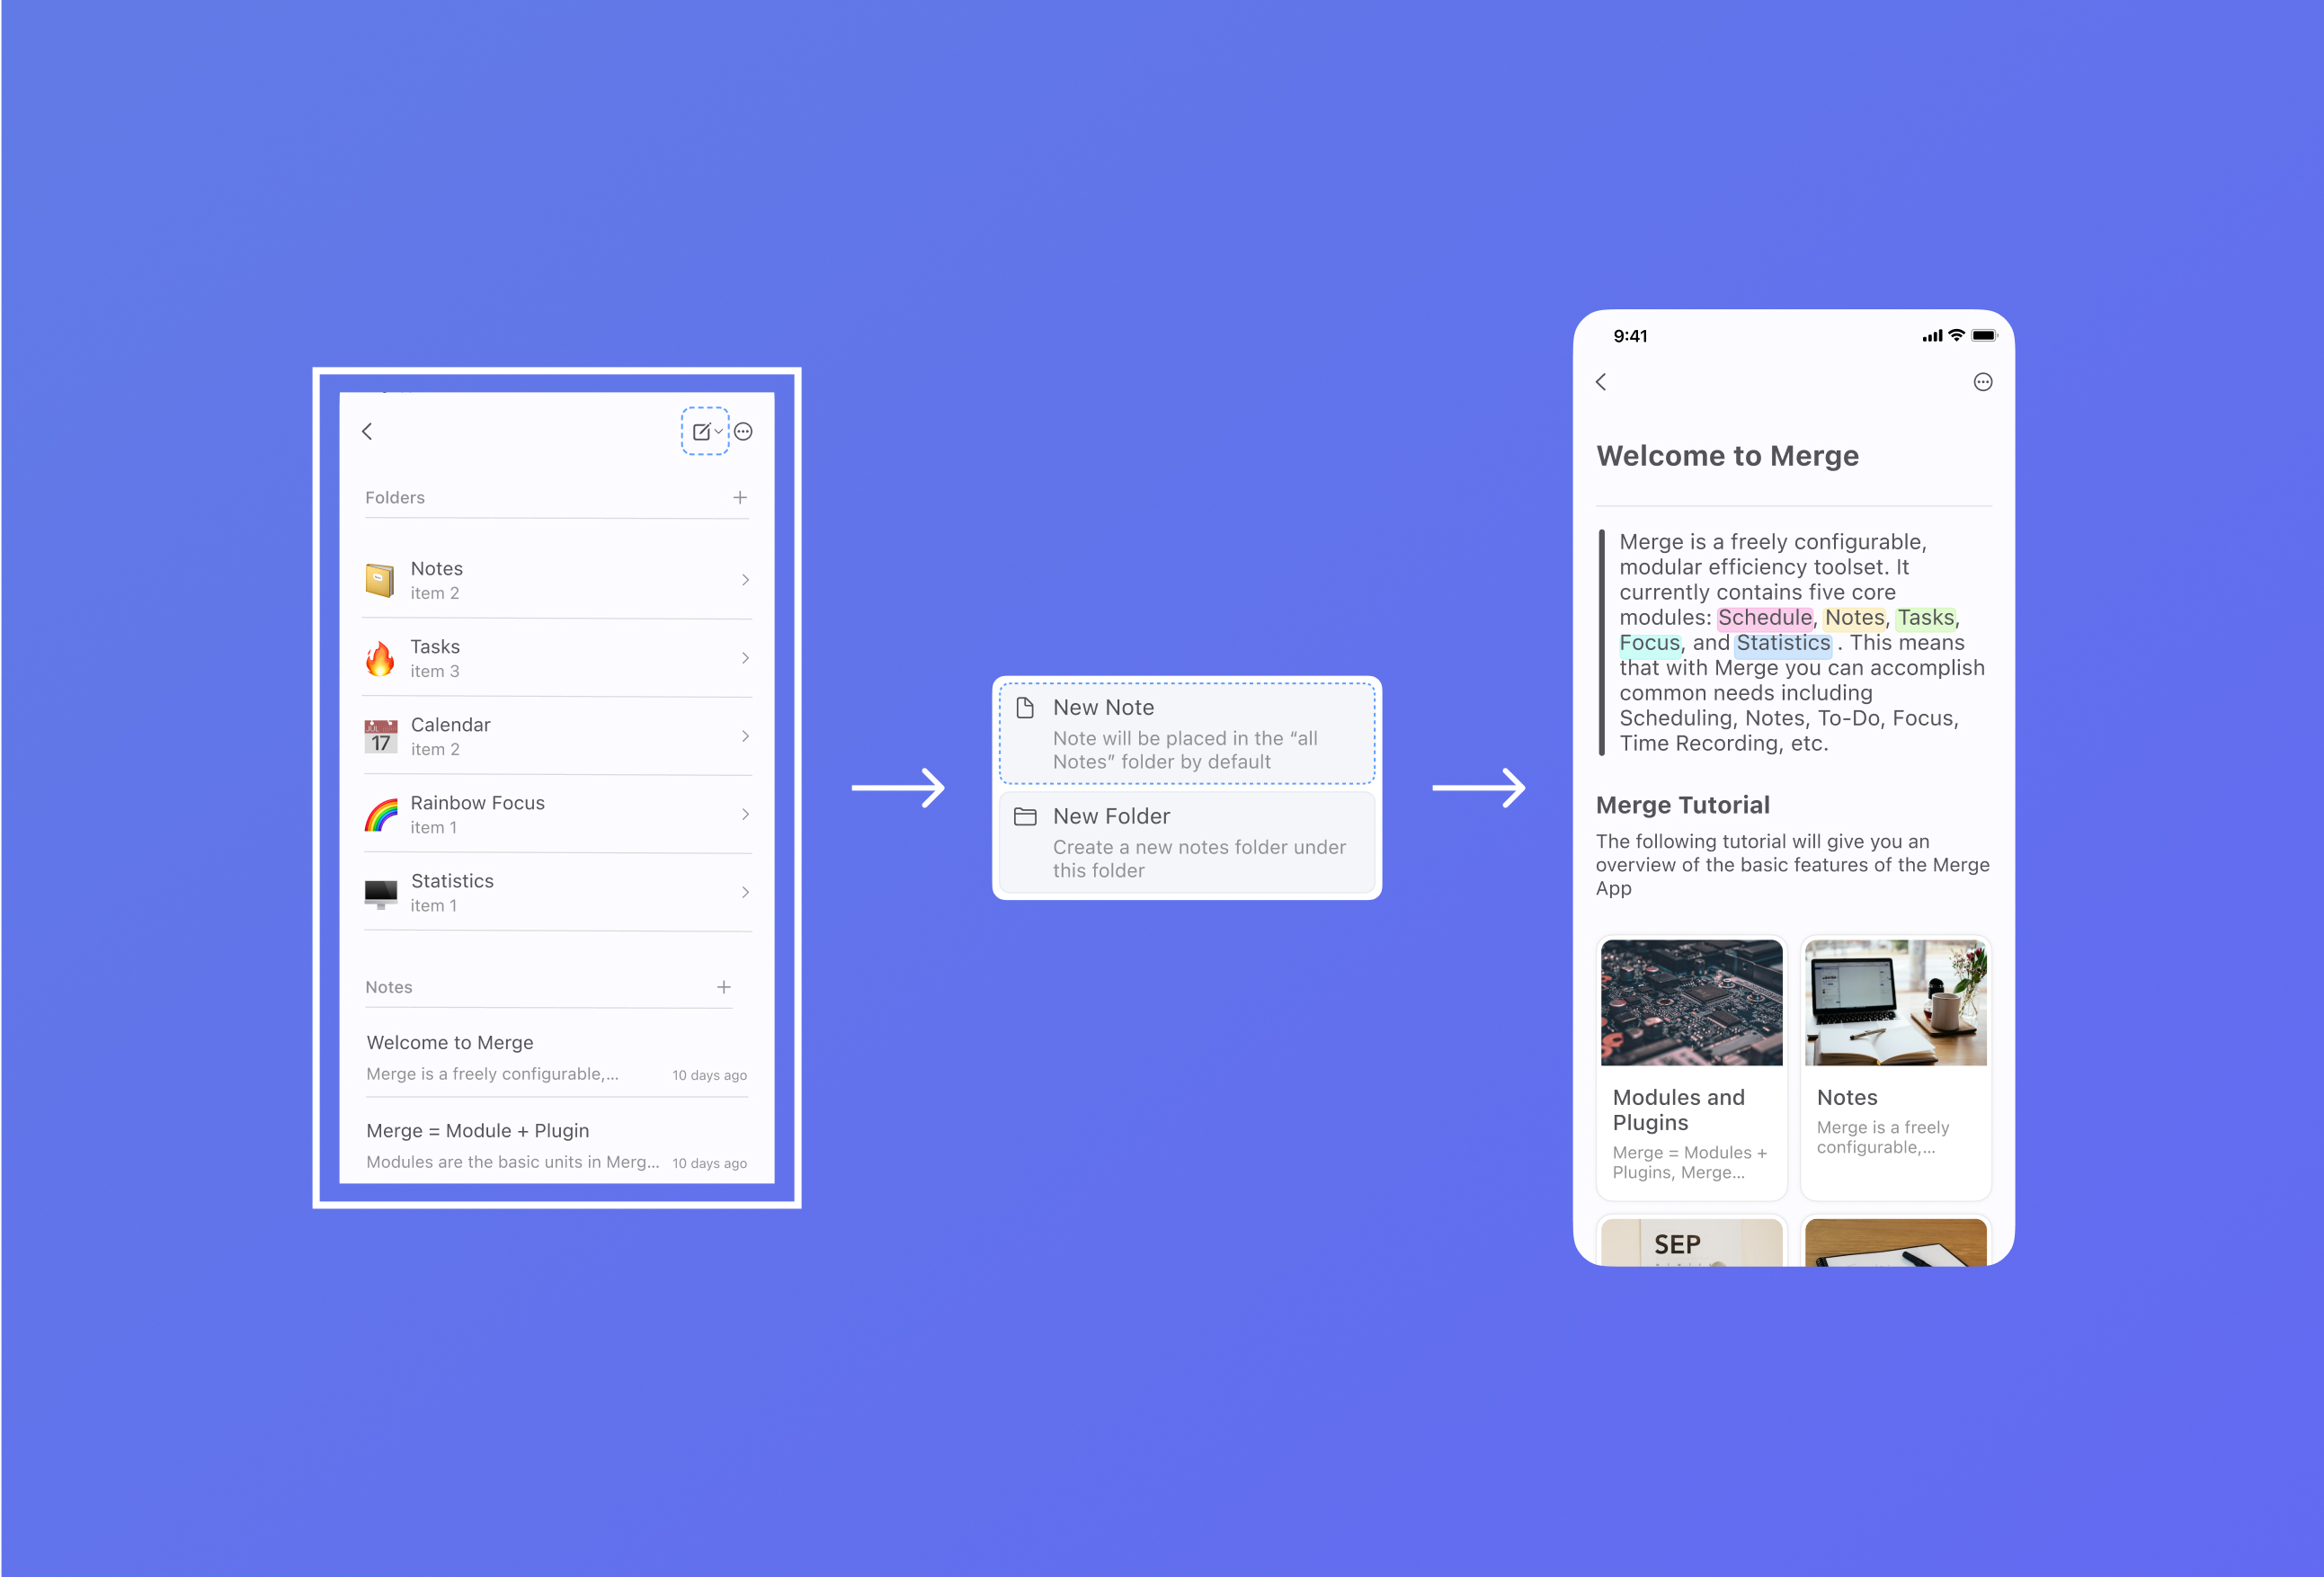 Folders
Notes
item 2
Tasks
item 3
JUL
17
Calendar
item 2
Rainbow Focus
item 1
Statistics
item 1
Notes
Welcome to Merge
Merge is a freely configurable,...
10 days ago
Merge = Module + Plugin
Modules are the basic units in Merg...
10 days ago
New Note
Note will be placed in the “all
Notes” folder by default
New Folder
Create a new notes folder under
this folder
9:41
Welcome to Merge
Merge is a freely configurable,
modular efficiency toolset. It
currently contains five core
modules: Schedule, Notes, Tasks,
Focus, and Statistics . This means
that with Merge you can accomplish
common needs including
Scheduling, Notes, To-Do, Focus,
Time Recording, etc.
Merge Tutorial
The following tutorial will give you an
overview of the basic features of the Merge
App
Modules and
Plugins
Merge = Modules +
Plugins, Merge...
Notes
Merge is a freely
configurable,...
SEP